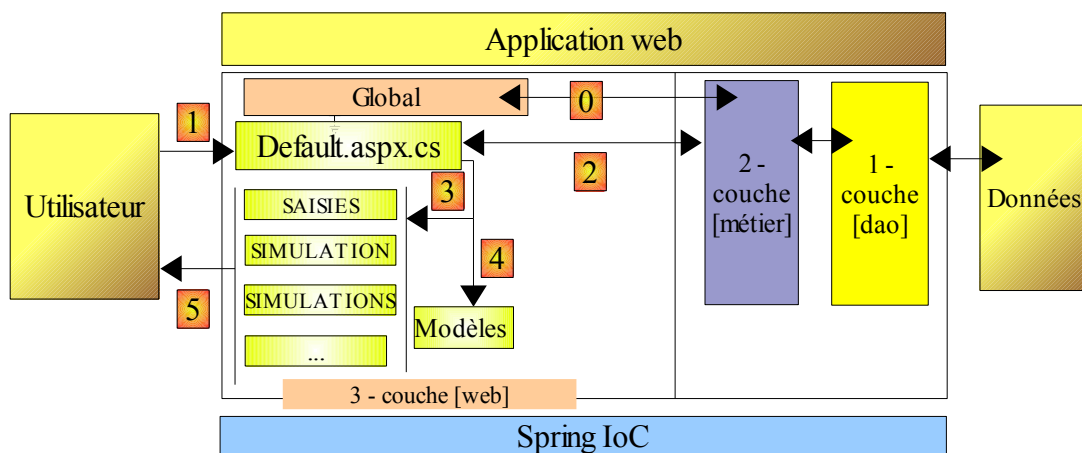 Application web
Global
0
1
Default.aspx.cs
2
Utilisateur
SAISIES
3
SIMULATION
4
SIMULATIONS
5
Modèles
...
2 -
couche
[métier]
1 -
couche
[dao]
Données
3 - couche [web]
Spring IoC